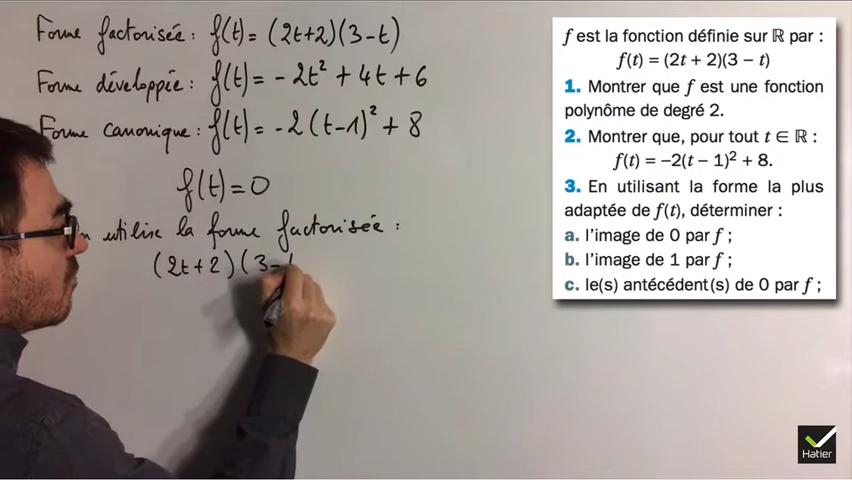 Forme factorisée : f(t) = (2t+2)(3-t)
Forme développée : f(t) = -2t² + 4t + 6
Forme canonique : f(t) = -2(t-1)² + 8
f(t) = 0
n utilise la forme factorisée :
(2t+2)(3-
f est la fonction définie sur ℝ par :
f(t) = (2t + 2)(3 − t)
1. Montrer que f est une fonction
polynôme de degré 2.
2. Montrer que, pour tout t ∈ ℝ :
f(t) = −2(t − 1)² + 8.
3. En utilisant la forme la plus
adaptée de f(t), déterminer :
a. l'image de 0 par f ;
b. l'image de 1 par f ;
c. le(s) antécédent(s) de 0 par f ;
Hatier